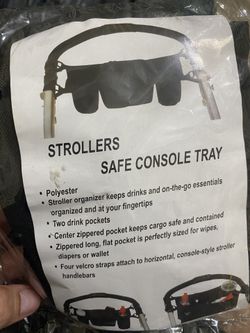 STROLLERS
SAFE CONSOLE TRAY
• Polyester
• Stroller organizer keeps drinks and on-the-go essentials
organized and at your fingertips
• Two drink pockets
• Center zippered pocket keeps cargo safe and contained
• Zippered long, flat pocket is perfectly sized for wipes,
diapers or wallet
• Four velcro straps attach to horizontal, console-style stroller
handlebars